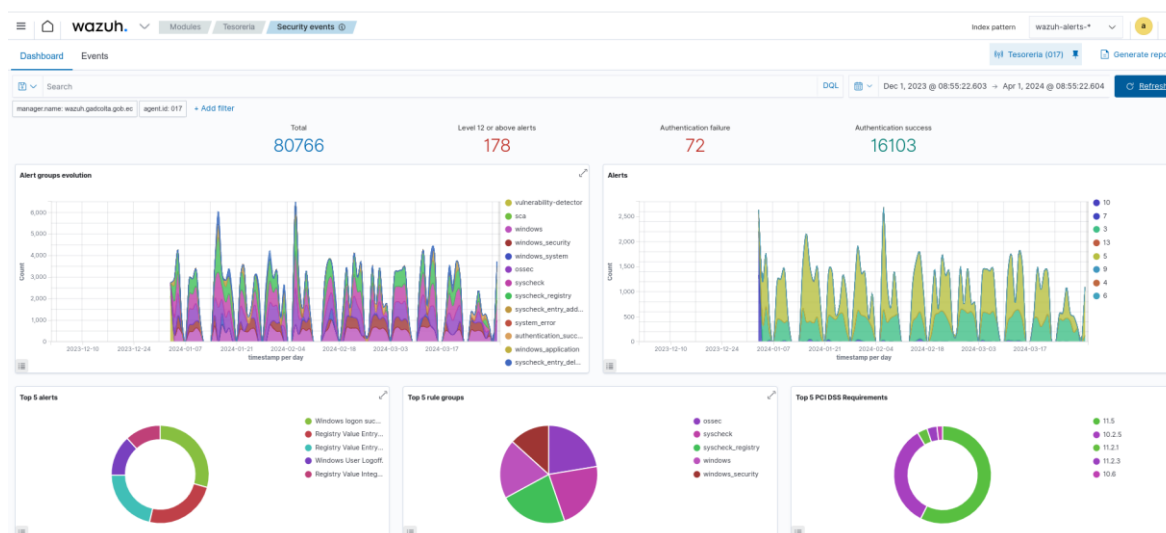 wazuh. Modules Tesoreria Security events Index pattern wazuh-alerts-* a
Dashboard Events Tesoreria (017) Generate repo
Search DQL Dec 1, 2023 @ 08:55:22.603 → Apr 1, 2024 @ 08:55:22.604 Refresh
manager.name: wazuh.gadcolta.gob.ec agent.id: 017 + Add filter
Total Level 12 or above alerts Authentication failure Authentication success
80766 178 72 16103
Alert groups evolution
Count
6,000
5,000
4,000
3,000
2,000
1,000
0
2023-12-10 2023-12-24 2024-01-07 2024-01-21 2024-02-04 2024-02-18 2024-03-03 2024-03-17
timestamp per day
vulnerability-detector
sca
windows
windows_security
windows_system
ossec
syscheck
syscheck_registry
syscheck_entry_add...
system_error
authentication_succ...
windows_application
syscheck_entry_del...
Alerts
Count
2,500
2,000
1,500
1,000
500
0
2023-12-10 2023-12-24 2024-01-07 2024-01-21 2024-02-04 2024-02-18 2024-03-03 2024-03-17
timestamp per day
10
7
3
13
5
9
4
6
Top 5 alerts
Windows logon suc...
Registry Value Entry...
Registry Value Entry...
Windows User Logoff.
Registry Value Integ...
Top 5 rule groups
ossec
syscheck
syscheck_registry
windows
windows_security
Top 5 PCI DSS Requirements
11.5
10.2.5
11.2.1
11.2.3
10.6